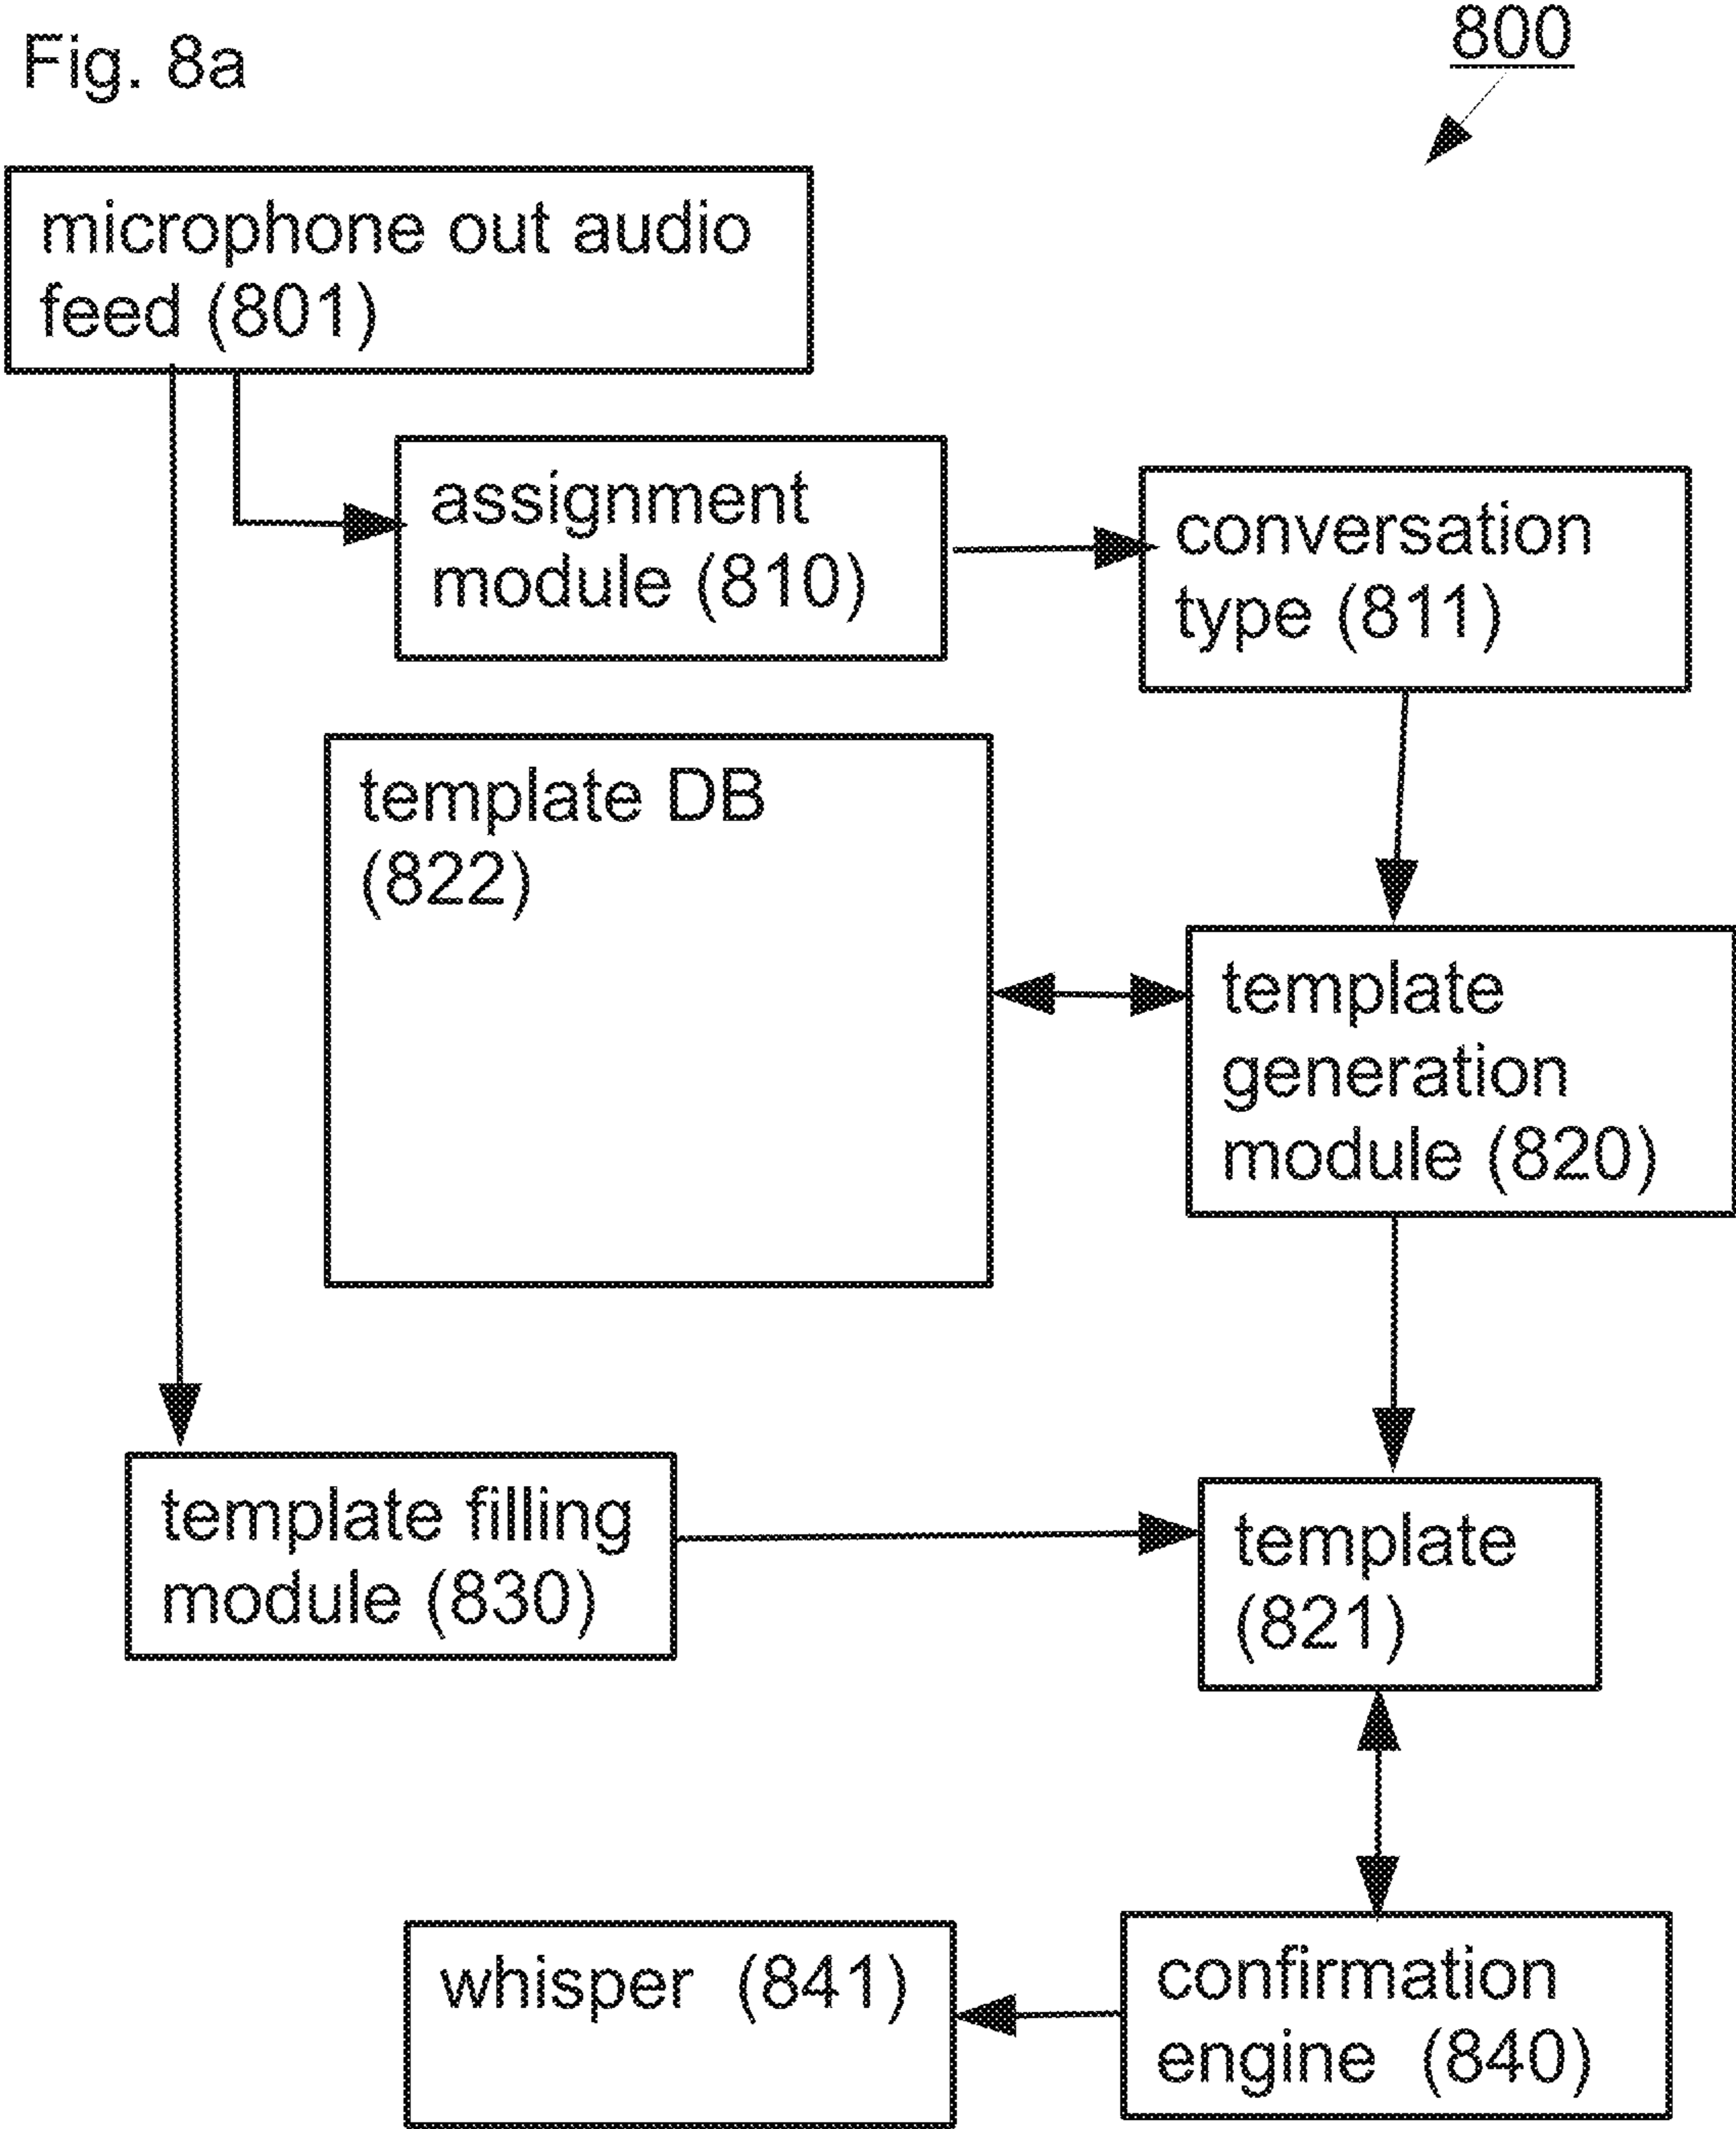 Fig. 8a
800
microphone out audio
feed (801)
assignment
module (810)
conversation
type (811)
template DB
(822)
template
generation
module (820)
template filling
module (830)
template
(821)
whisper (841)
confirmation
engine (840)